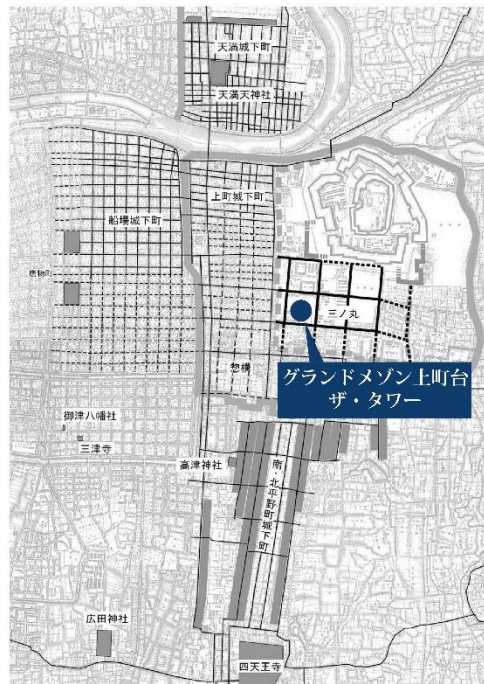 天満城下町
天満天神社
上町城下町
船場城下町
唐物町
三ノ丸
グランドメゾン上町台
ザ・タワー
惣構
御津八幡社
三津寺
高津神社
南・北平野町城下町
広田神社
四天王寺